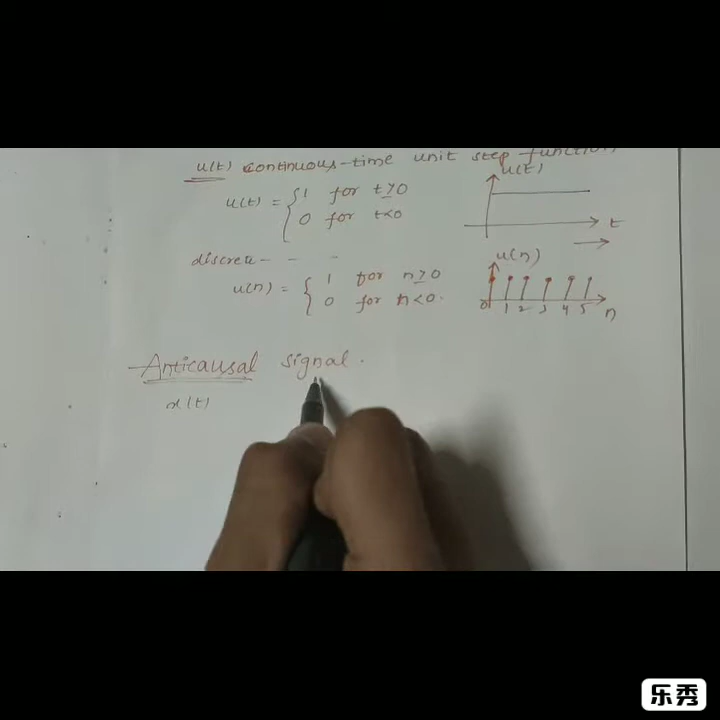 u(t) continuous-time unit step function
u(t) = { 1 for t≥0
0 for t<0
u(t)
t
discrete - - -
u(n) = { 1 for n≥0
0 for n<0.
u(n)
0 1 2 3 4 5 n
Anticausal signal.
x(t)
乐秀